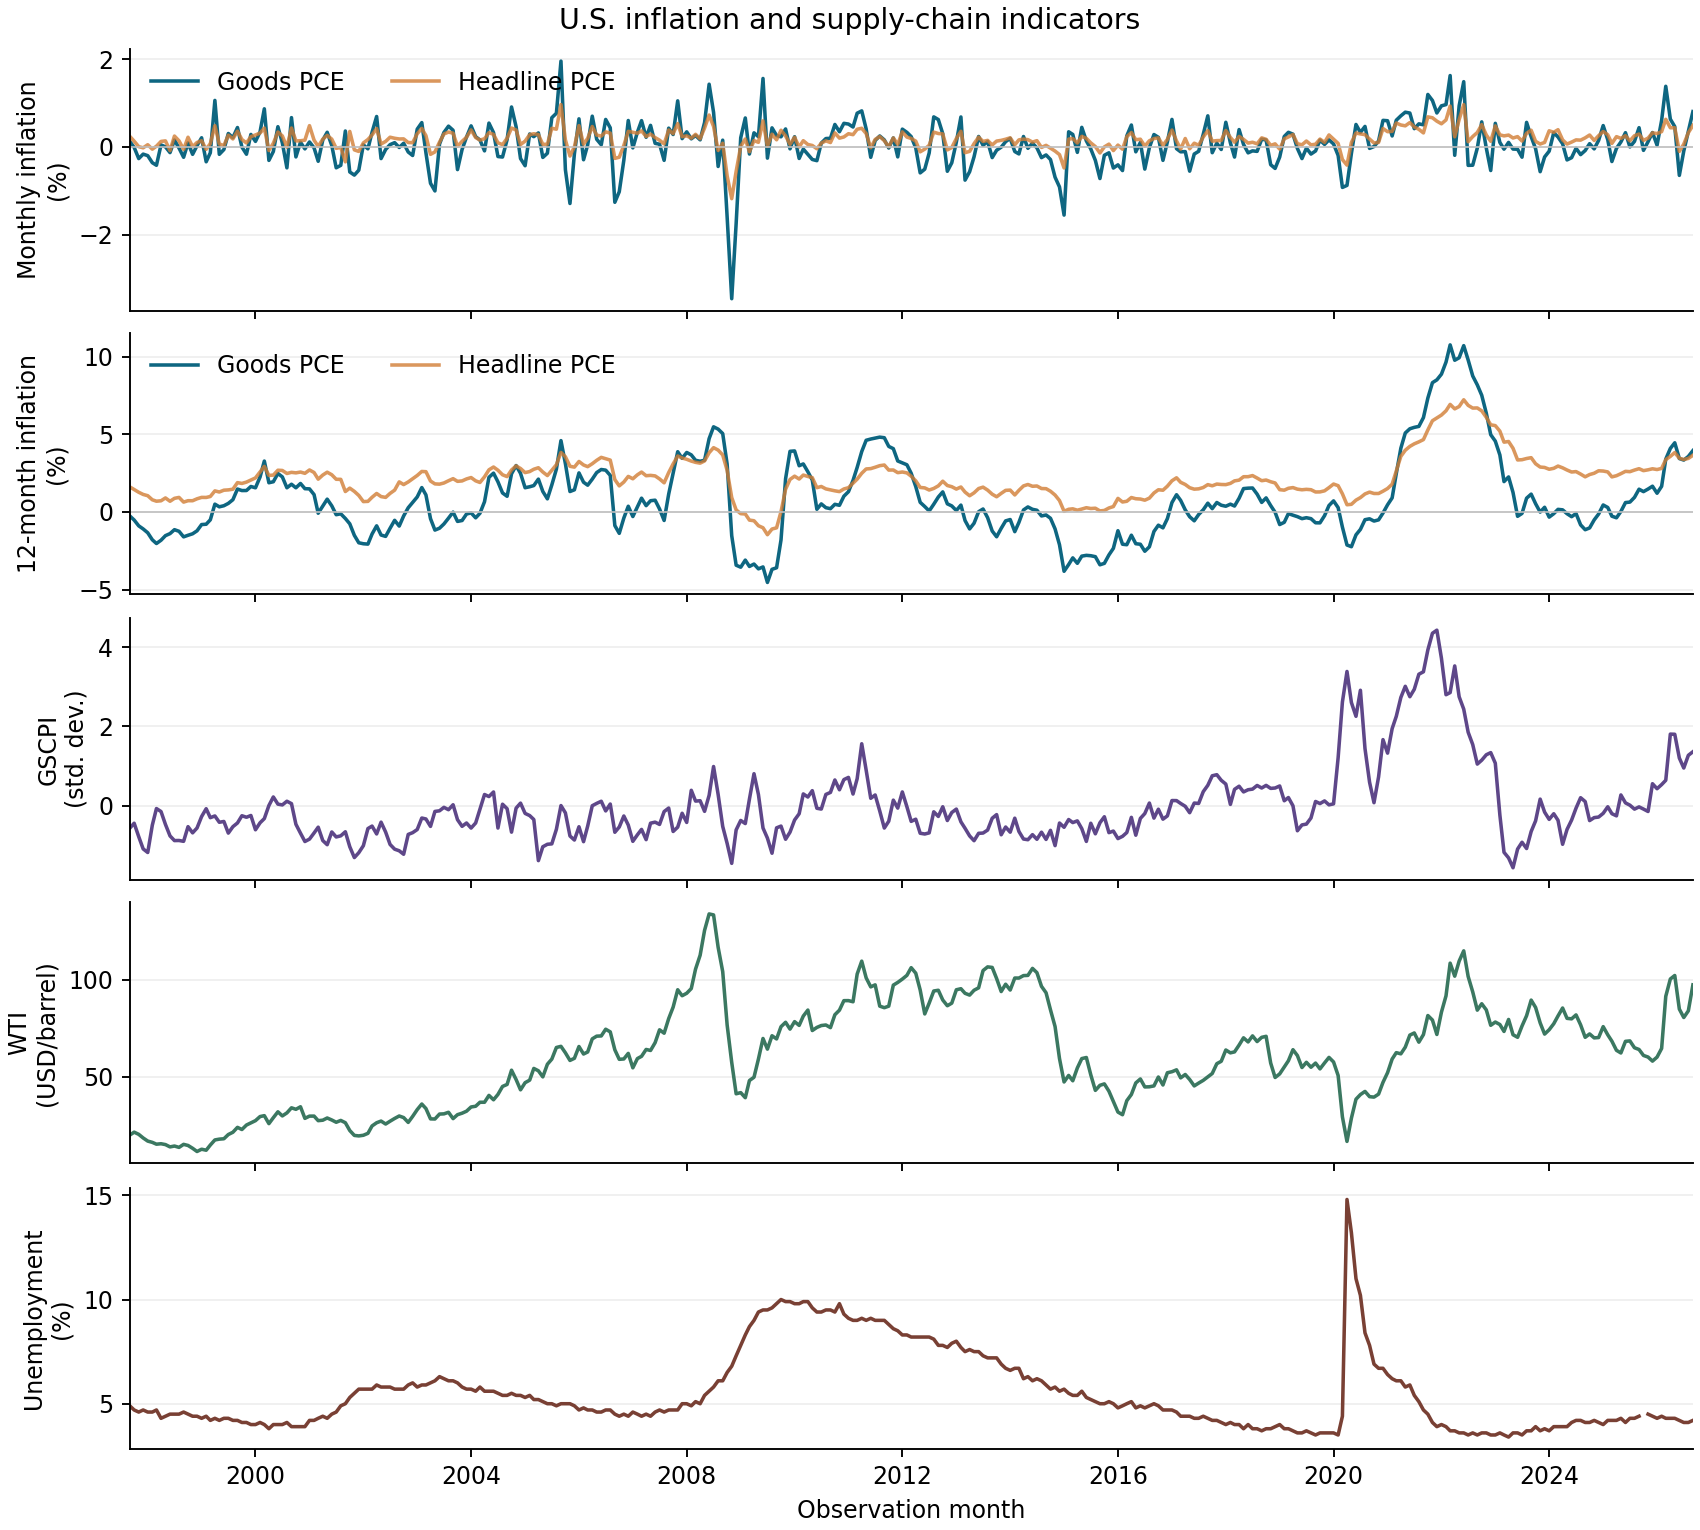 U.S. inflation and supply-chain indicators
Monthly inflation
(%)
2
0
−2
Goods PCE
Headline PCE
12-month inflation
(%)
10
5
0
−5
Goods PCE
Headline PCE
GSCPI
(std. dev.)
4
2
0
WTI
(USD/barrel)
100
50
Unemployment
(%)
15
10
5
2000
2004
2008
2012
2016
2020
2024
Observation month